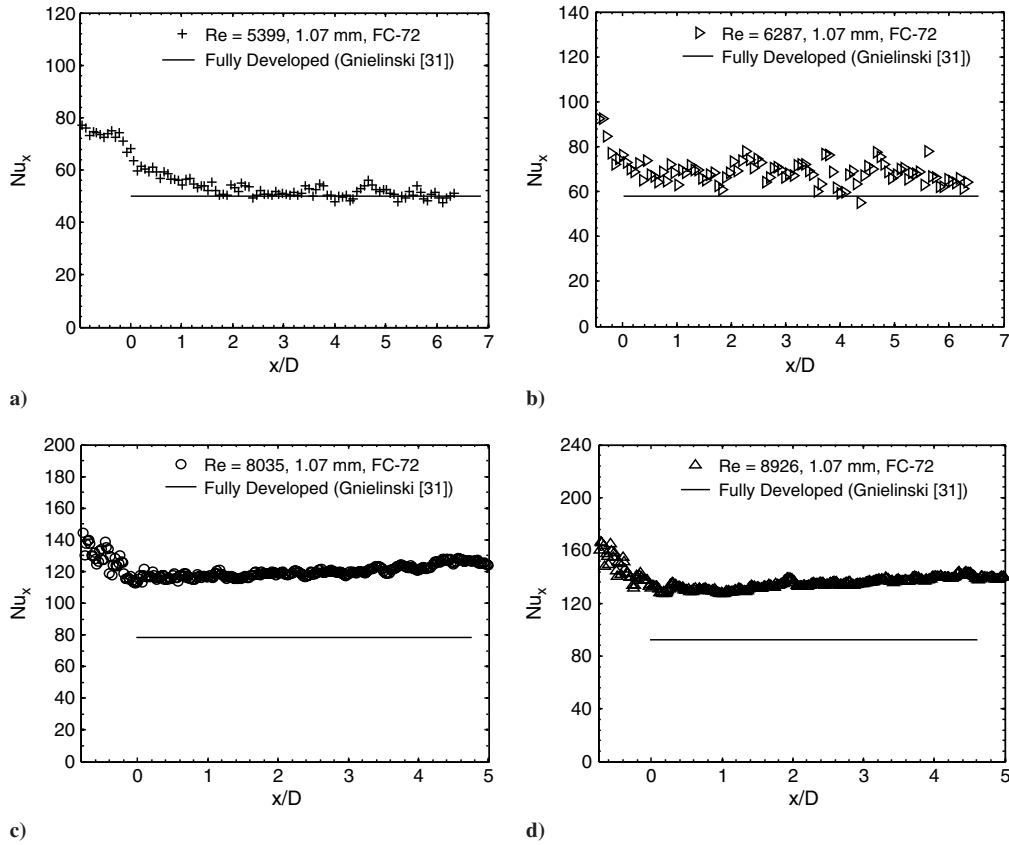 120
100
80
60
40
20
0
Nu_x
+ Re = 5399, 1.07 mm, FC-72
Fully Developed (Gnielinski [31])
0 1 2 3 4 5 6 7
x/D
a)
140
120
100
80
60
40
20
0
Nu_x
Re = 6287, 1.07 mm, FC-72
Fully Developed (Gnielinski [31])
0 1 2 3 4 5 6 7
x/D
b)
200
180
160
140
120
100
80
60
40
20
0
Nu_x
Re = 8035, 1.07 mm, FC-72
Fully Developed (Gnielinski [31])
0 1 2 3 4 5
x/D
c)
240
200
160
120
80
40
0
Nu_x
Re = 8926, 1.07 mm, FC-72
Fully Developed (Gnielinski [31])
0 1 2 3 4 5
x/D
d)